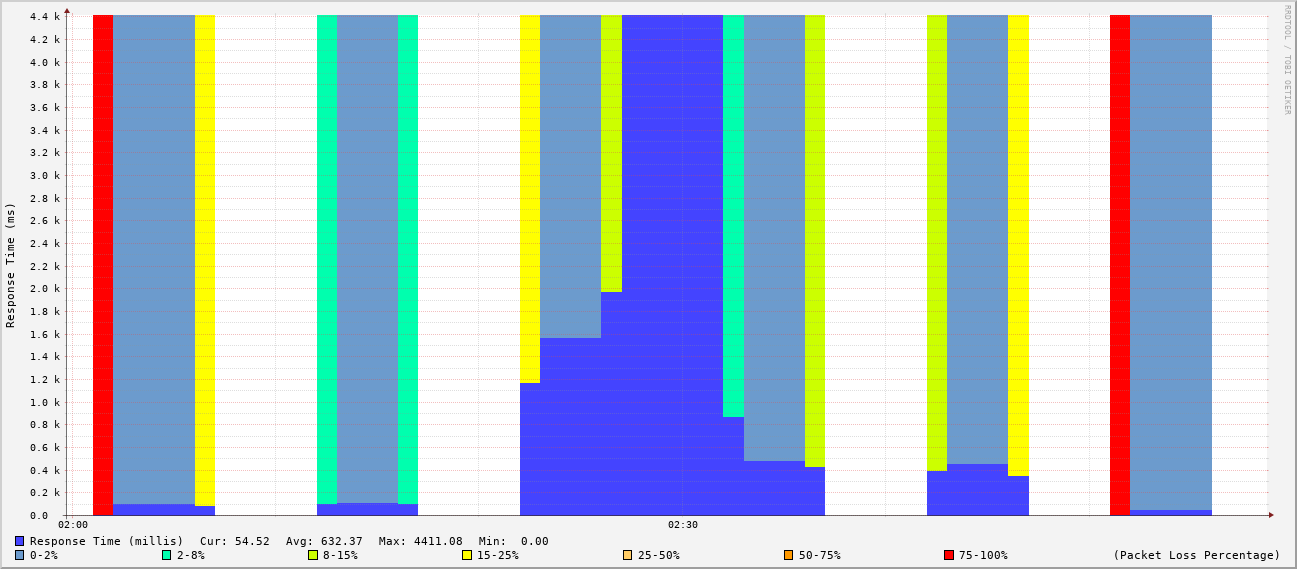 4.4 k
4.2 k
4.0 k
3.8 k
3.6 k
3.4 k
3.2 k
3.0 k
2.8 k
2.6 k
2.4 k
2.2 k
2.0 k
1.8 k
1.6 k
1.4 k
1.2 k
1.0 k
0.8 k
0.6 k
0.4 k
0.2 k
0.0
Response Time (ms)
RRDTOOL / TOBI OETIKER
02:00 02:30
Response Time (millis) Cur: 54.52 Avg: 632.37 Max: 4411.08 Min: 0.00
0-2% 2-8% 8-15% 15-25% 25-50% 50-75% 75-100% (Packet Loss Percentage)